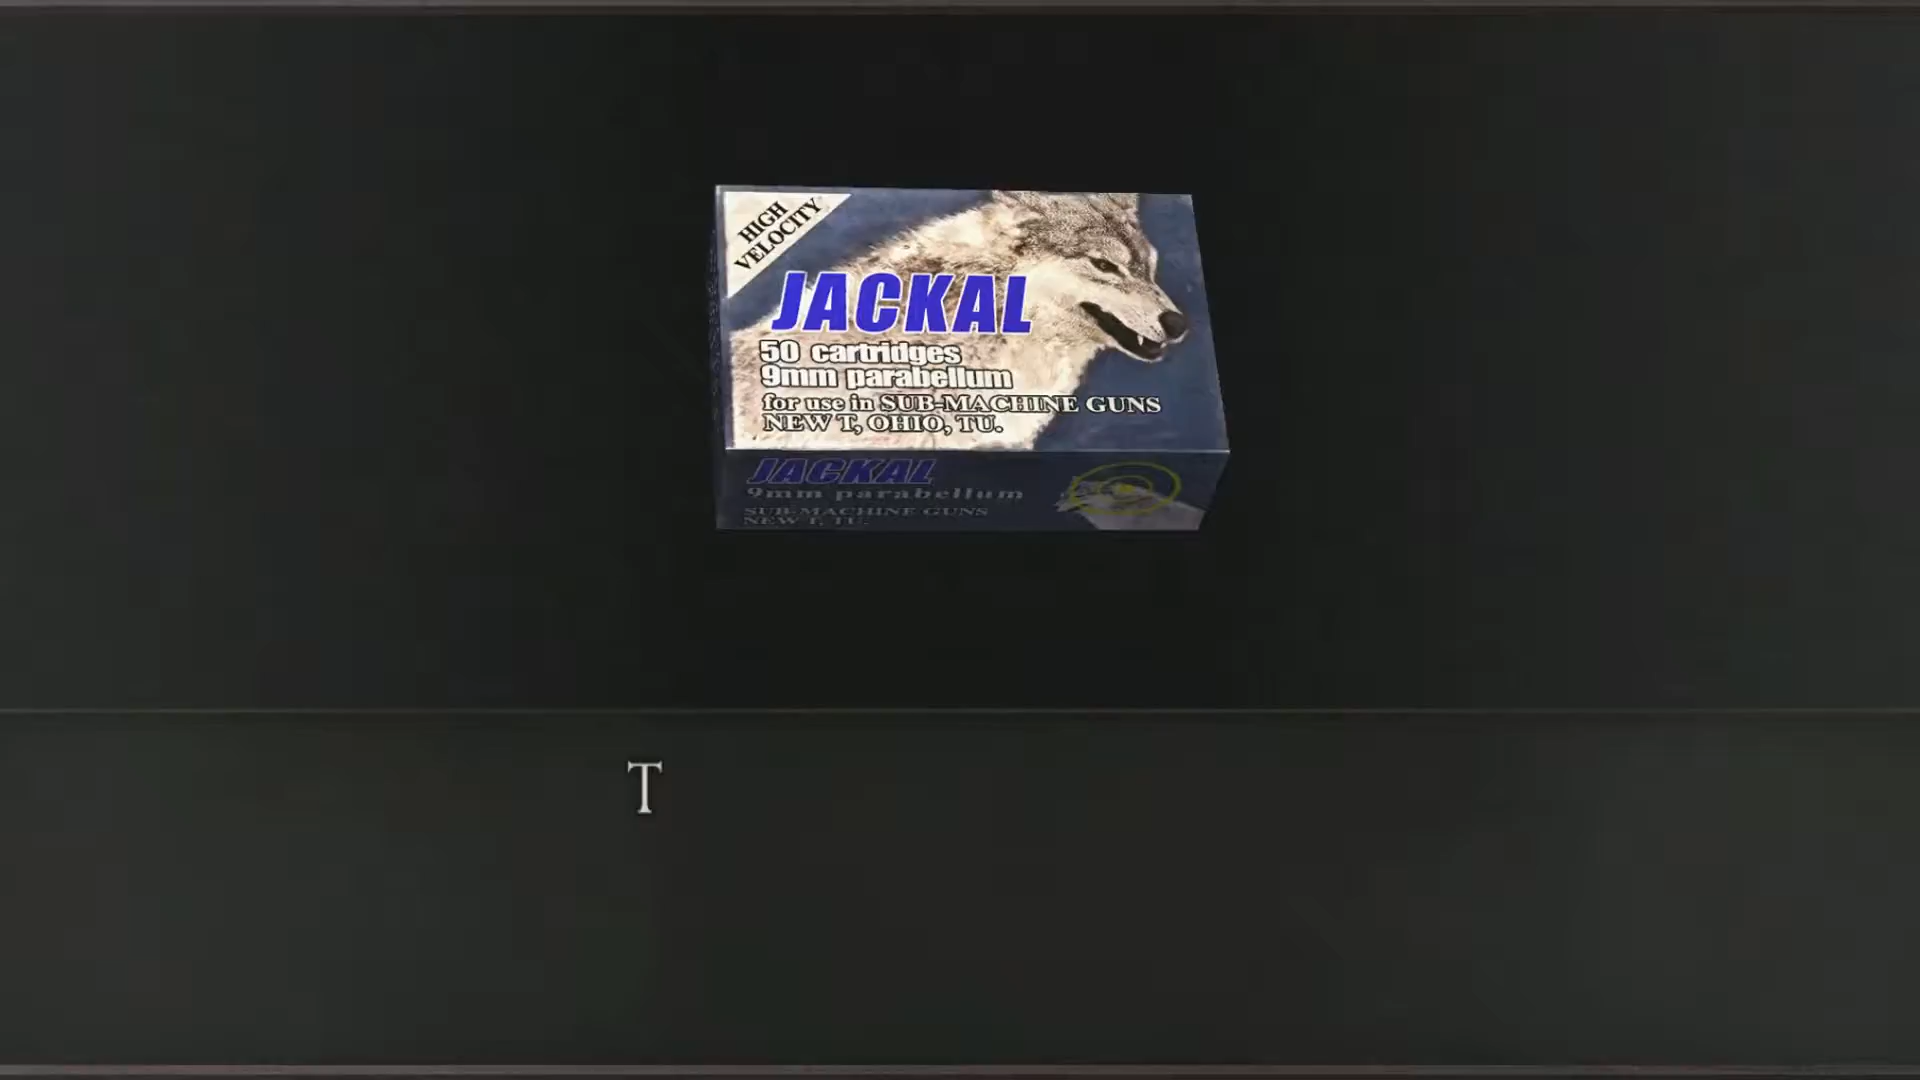 HIGH
VELOCITY
JACKAL
50 cartridges
9mm parabellum
for use in SUB-MACHINE GUNS
NEW T, OHIO, TU.
JACKAL
9mm parabellum
SUB-MACHINE GUNS
NEW T, TU.
T